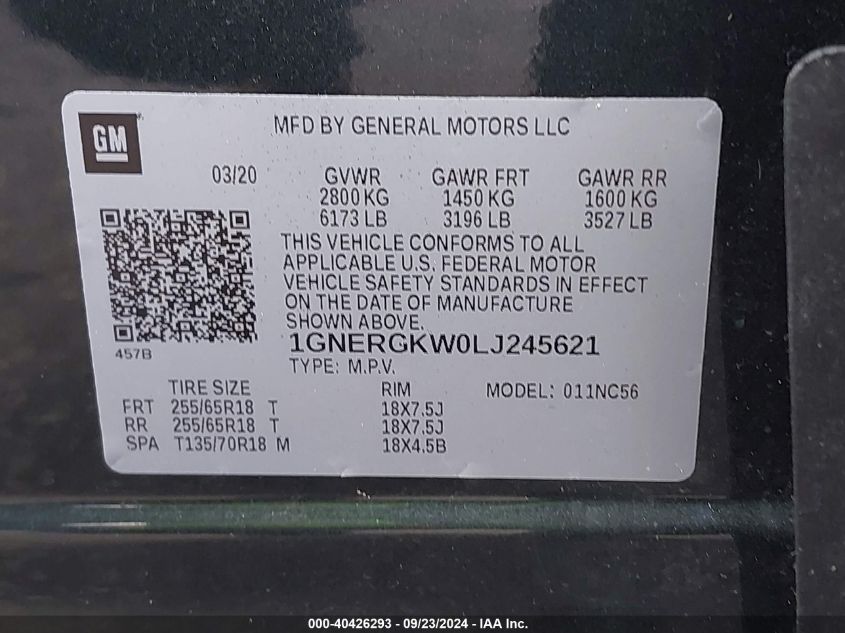 GM
MFD BY GENERAL MOTORS LLC
03/20 GVWR GAWR FRT GAWR RR
2800 KG 1450 KG 1600 KG
6173 LB 3196 LB 3527 LB
THIS VEHICLE CONFORMS TO ALL
APPLICABLE U.S. FEDERAL MOTOR
VEHICLE SAFETY STANDARDS IN EFFECT
ON THE DATE OF MANUFACTURE
SHOWN ABOVE.
1GNERGKW0LJ245621
457B
TYPE: M.P.V.
TIRE SIZE RIM MODEL: 011NC56
FRT 255/65R18 T 18X7.5J
RR 255/65R18 T 18X7.5J
SPA T135/70R18 M 18X4.5B
000-40426293 - 09/23/2024 - IAA Inc.